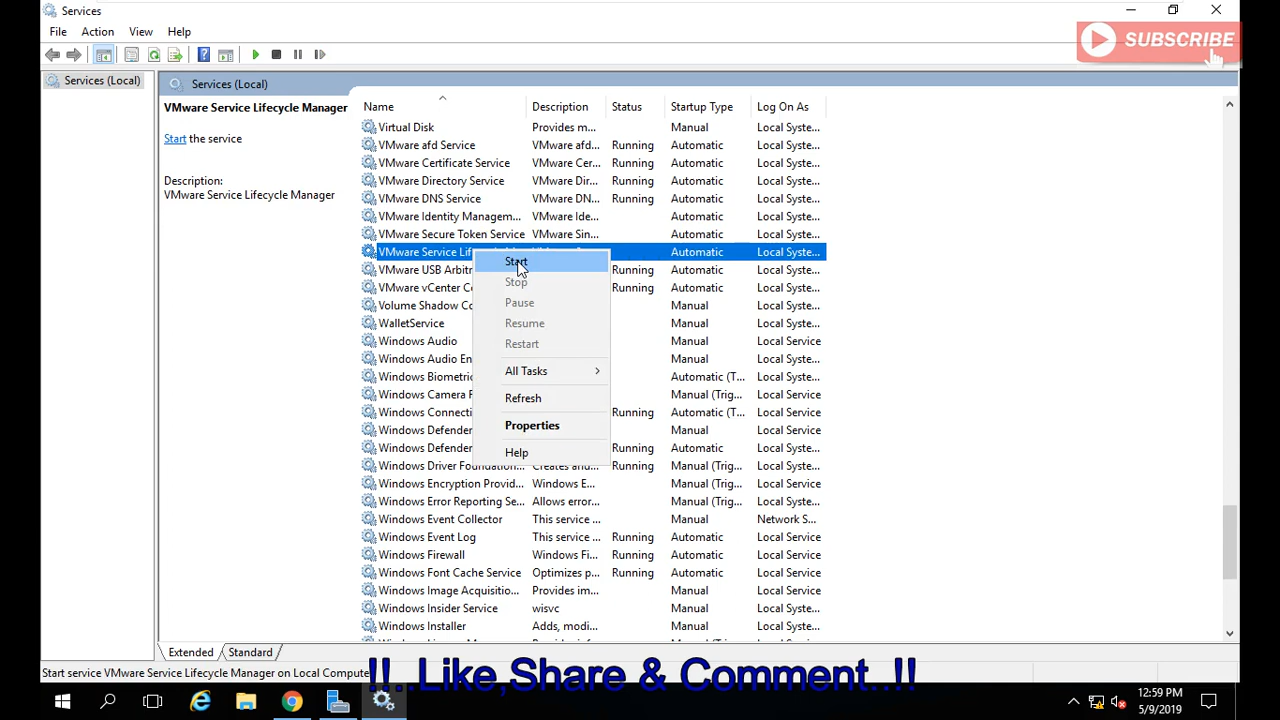 Services
File Action View Help
SUBSCRIBE
Services (Local)
Services (Local)
VMware Service Lifecycle Manager
Start the service
Description:
VMware Service Lifecycle Manager
Name Description Status Startup Type Log On As
Virtual Disk Provides m... Manual Local Syste...
VMware afd Service VMware afd... Running Automatic Local Syste...
VMware Certificate Service VMware Cer... Running Automatic Local Syste...
VMware Directory Service VMware Dir... Running Automatic Local Syste...
VMware DNS Service VMware DN... Running Automatic Local Syste...
VMware Identity Managem... VMware Ide... Automatic Local Syste...
VMware Secure Token Service VMware Sin... Automatic Local Syste...
VMware Service Lif Automatic Local Syste...
VMware USB Arbitr Running Automatic Local Syste...
VMware vCenter Co Running Automatic Local Syste...
Volume Shadow Co Manual Local Syste...
WalletService Manual Local Syste...
Windows Audio Manual Local Service
Windows Audio En Manual Local Syste...
Windows Biometric Automatic (T... Local Syste...
Windows Camera F Manual (Trig... Local Service
Windows Connecti Running Automatic (T... Local Service
Windows Defender Manual Local Service
Windows Defender Running Automatic Local Syste...
Windows Driver Foundation... Creates and... Running Manual (Trig... Local Syste...
Windows Encryption Provid... Windows E... Manual (Trig... Local Service
Windows Error Reporting Se... Allows error... Manual (Trig... Local Syste...
Windows Event Collector This service ... Manual Network S...
Windows Event Log This service ... Running Automatic Local Service
Windows Firewall Windows Fi... Running Automatic Local Service
Windows Font Cache Service Optimizes p... Running Automatic Local Service
Windows Image Acquisitio... Provides im... Manual Local Service
Windows Insider Service wisvc Manual Local Syste...
Windows Installer Adds, modi... Manual Local Syste...
Start
Stop
Pause
Resume
Restart
All Tasks
Refresh
Properties
Help
Extended Standard
Start service VMware Service Lifecycle Manager on Local Compute
!!..Like,Share & Comment..!!
12:59 PM
5/9/2019